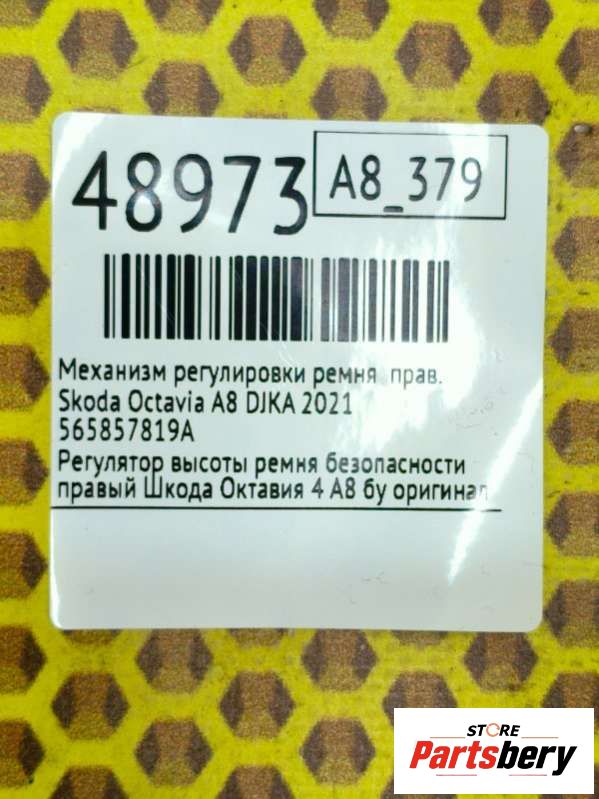 48973
A8_379
Механизм регулировки ремня прав.
Skoda Octavia A8 DJKA 2021
565857819A
Регулятор высоты ремня безопасности
правый Шкода Октавия 4 А8 бу оригинал
STORE
Partsbery